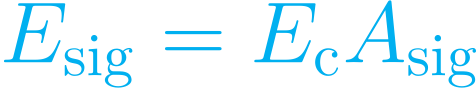 E_sig = E_c A_sig